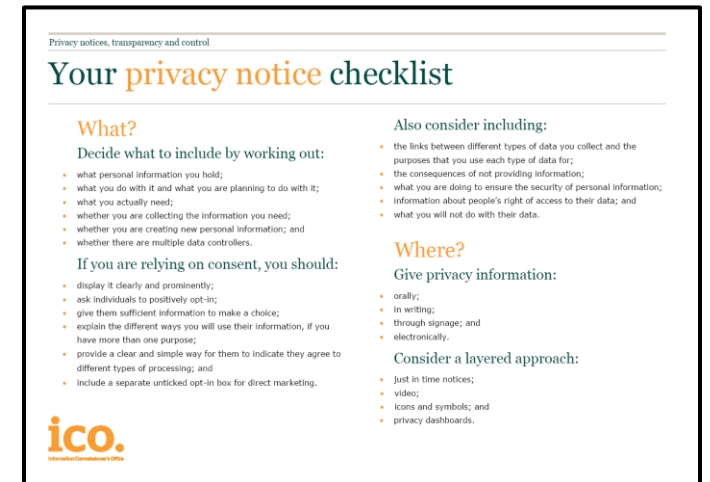 Privacy notices, transparency and control
Your privacy notice checklist
What?
Decide what to include by working out:
• what personal information you hold;
• what you do with it and what you are planning to do with it;
• what you actually need;
• whether you are collecting the information you need;
• whether you are creating new personal information; and
• whether there are multiple data controllers.
If you are relying on consent, you should:
• display it clearly and prominently;
• ask individuals to positively opt-in;
• give them sufficient information to make a choice;
• explain the different ways you will use their information, if you
have more than one purpose;
• provide a clear and simple way for them to indicate they agree to
different types of processing; and
• include a separate unticked opt-in box for direct marketing.
ico.
Information Commissioner's Office
Also consider including:
• the links between different types of data you collect and the
purposes that you use each type of data for;
• the consequences of not providing information;
• what you are doing to ensure the security of personal information;
• information about people's right of access to their data; and
• what you will not do with their data.
Where?
Give privacy information:
• orally;
• in writing;
• through signage; and
• electronically.
Consider a layered approach:
• just in time notices;
• video;
• icons and symbols; and
• privacy dashboards.